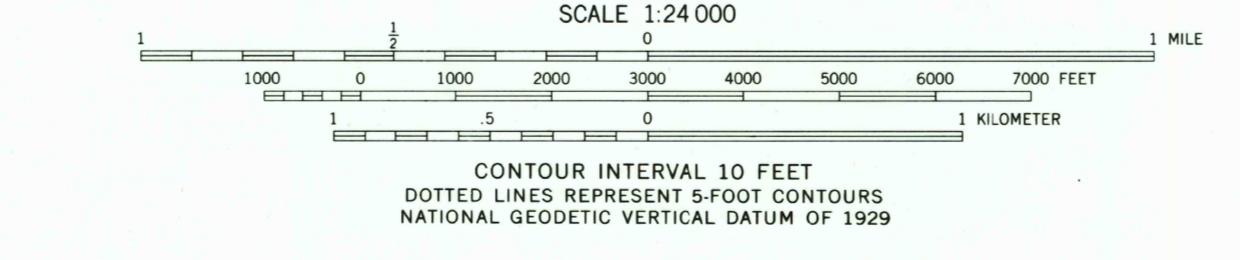 SCALE 1:24 000
1 1/2 0 1 MILE
1000 0 1000 2000 3000 4000 5000 6000 7000 FEET
1 .5 0 1 KILOMETER
CONTOUR INTERVAL 10 FEET
DOTTED LINES REPRESENT 5-FOOT CONTOURS
NATIONAL GEODETIC VERTICAL DATUM OF 1929